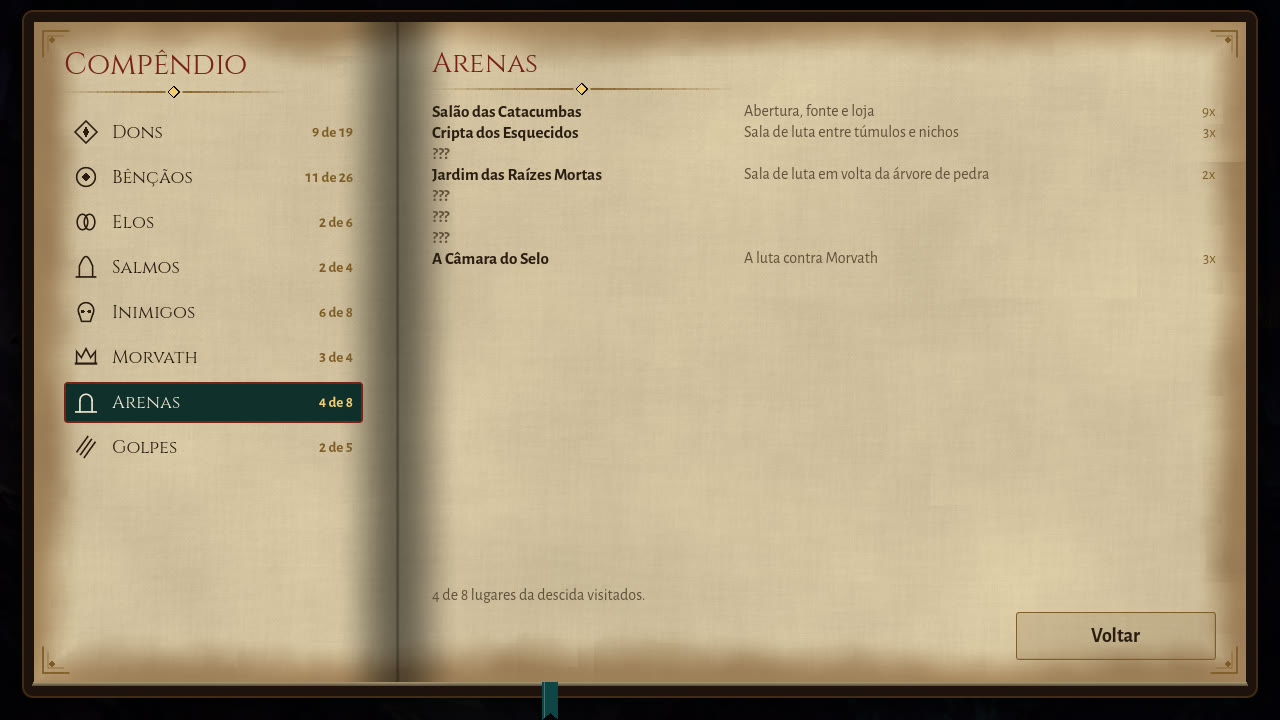 Compêndio
Dons 9 de 19
Bênçãos 11 de 26
Elos 2 de 6
Salmos 2 de 4
Inimigos 6 de 8
Morvath 3 de 4
Arenas 4 de 8
Golpes 2 de 5
Arenas
Salão das Catacumbas Abertura, fonte e loja 9x
Cripta dos Esquecidos Sala de luta entre túmulos e nichos 3x
???
Jardim das Raízes Mortas Sala de luta em volta da árvore de pedra 2x
???
???
???
A Câmara do Selo A luta contra Morvath 3x
4 de 8 lugares da descida visitados.
Voltar